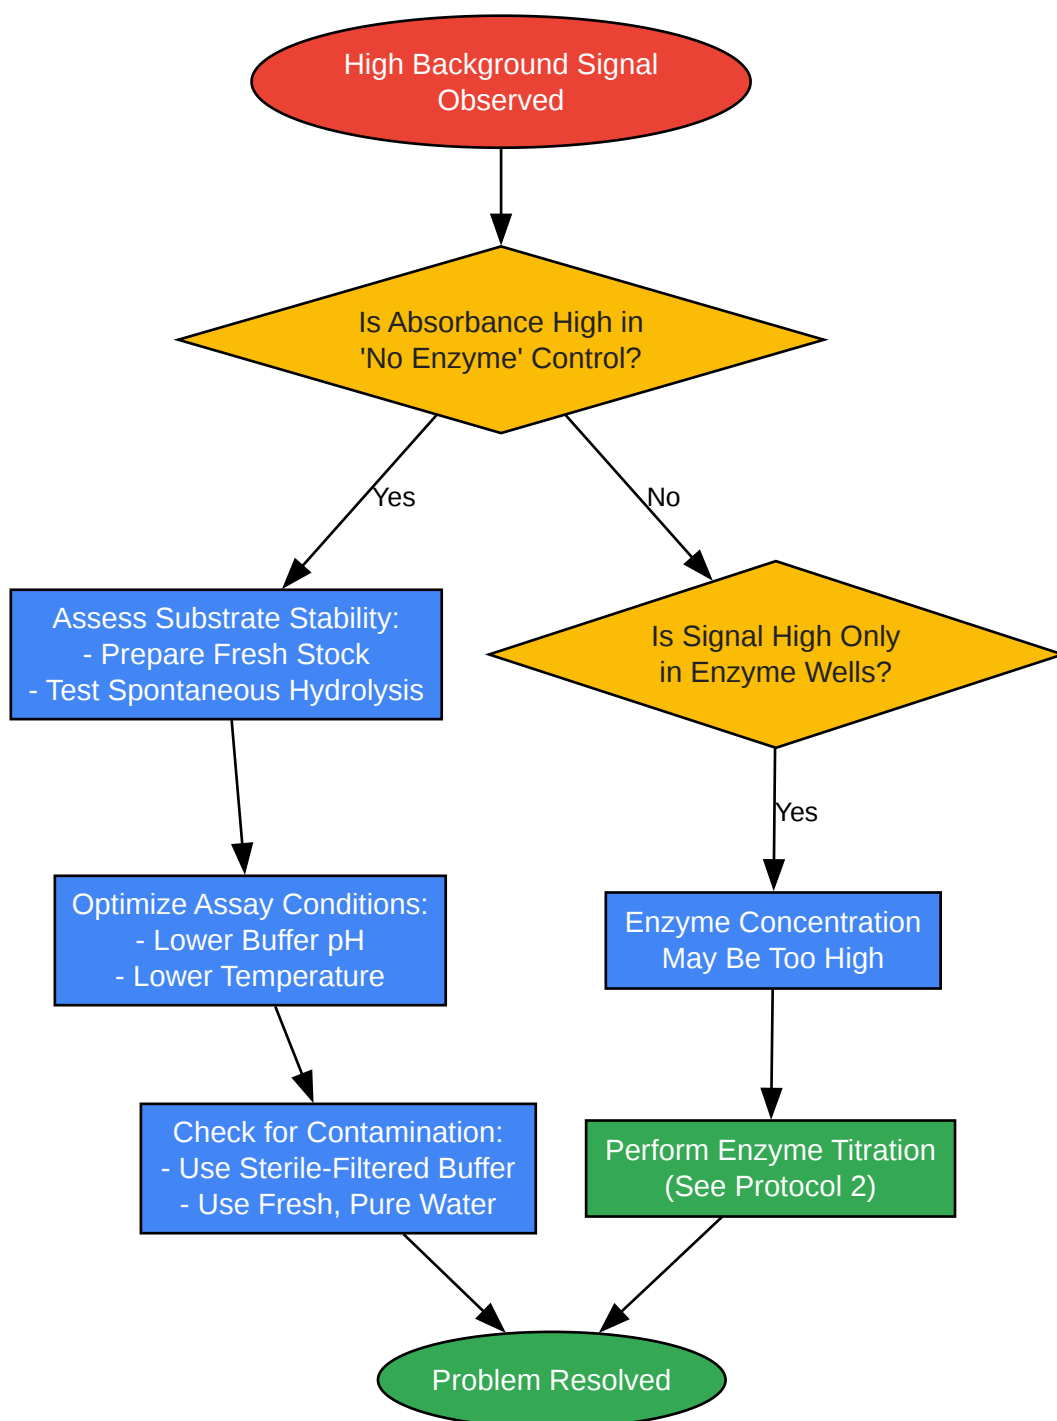 High Background Signal
Observed
Is Absorbance High in
'No Enzyme' Control?
Yes
No
Assess Substrate Stability:
- Prepare Fresh Stock
- Test Spontaneous Hydrolysis
Is Signal High Only
in Enzyme Wells?
Yes
Optimize Assay Conditions:
- Lower Buffer pH
- Lower Temperature
Enzyme Concentration
May Be Too High
Check for Contamination:
- Use Sterile-Filtered Buffer
- Use Fresh, Pure Water
Perform Enzyme Titration
(See Protocol 2)
Problem Resolved